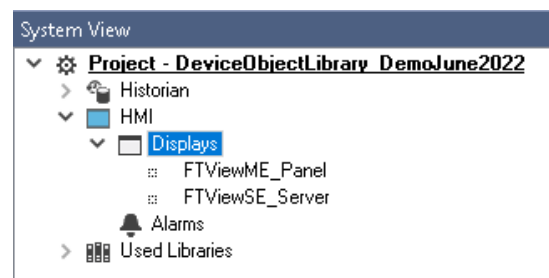 System View
Project - DeviceObjectLibrary_DemoJune2022
Historian
HMI
Displays
FTViewME_Panel
FTViewSE_Server
Alarms
Used Libraries